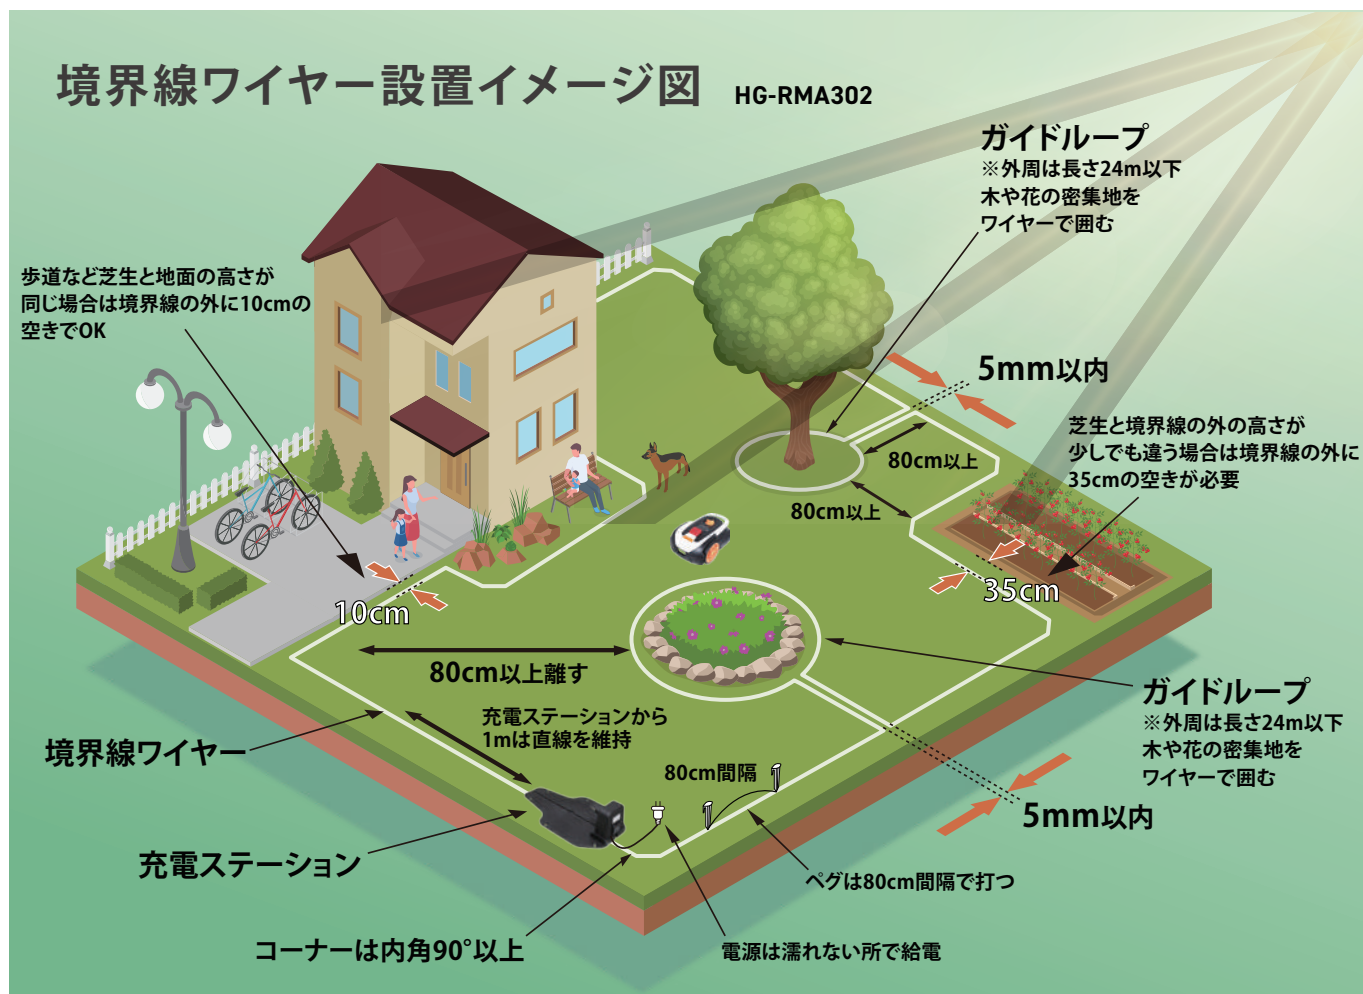 境界線ワイヤー設置イメージ図 HG-RMA302
ガイドループ
※外周は長さ24m以下
木や花の密集地を
ワイヤーで囲む
歩道など芝生と地面の高さが
同じ場合は境界線の外に10cmの
空きでOK
5mm以内
芝生と境界線の外の高さが
少しでも違う場合は境界線の外に
35cmの空きが必要
80cm以上
80cm以上
35cm
10cm
80cm以上離す
充電ステーションから
1mは直線を維持
境界線ワイヤー
80cm間隔
ガイドループ
※外周は長さ24m以下
木や花の密集地を
ワイヤーで囲む
5mm以内
充電ステーション
ペグは80cm間隔で打つ
コーナーは内角90°以上
電源は濡れない所で給電